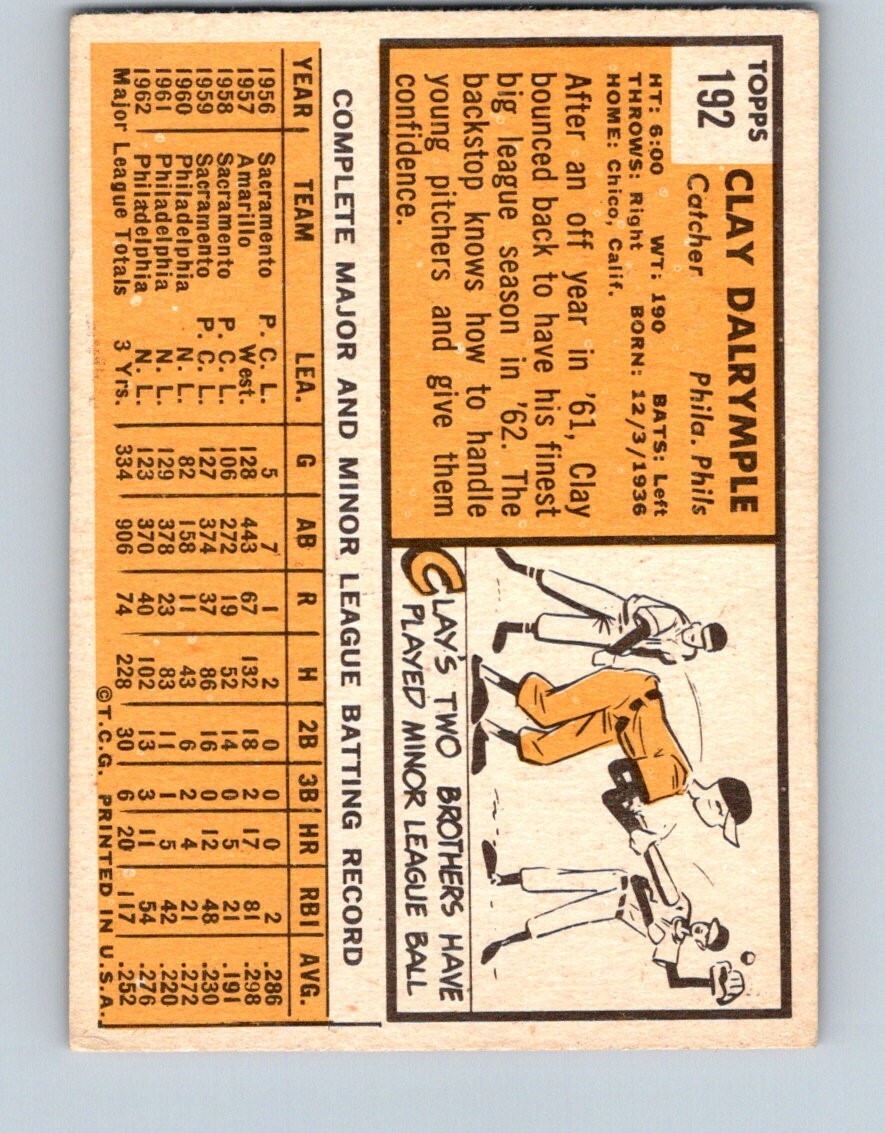 TOPPS
192
CLAY DALRYMPLE
Catcher Phila. Phils
HT: 6:00 WT: 190 BATS: Left
THROWS: Right BORN: 12/3/1936
HOME: Chico, Calif.
After an off year in '61, Clay
bounced back to have his finest
big league season in '62. The
backstop knows how to handle
young pitchers and give them
confidence.
CLAY'S TWO BROTHERS HAVE
PLAYED MINOR LEAGUE BALL
COMPLETE MAJOR AND MINOR LEAGUE BATTING RECORD
YEAR TEAM LEA. G AB R H 2B 3B HR RBI AVG.
1956 Sacramento P. C. L. 5 7 1 2 0 0 0 2 .286
1957 Amarillo West. 128 443 67 132 18 2 17 81 .298
1958 Sacramento P. C. L. 106 272 19 52 14 0 5 21 .191
1959 Sacramento P. C. L. 127 374 37 86 16 0 12 48 .230
1960 Philadelphia N. L. 82 158 11 43 6 2 4 21 .272
1961 Philadelphia N. L. 129 378 23 83 11 1 5 42 .220
1962 Philadelphia N. L. 123 370 40 102 13 3 11 54 .276
Major League Totals 3 Yrs. 334 906 74 228 30 6 20 117 .252
©T.C.G. PRINTED IN U.S.A.